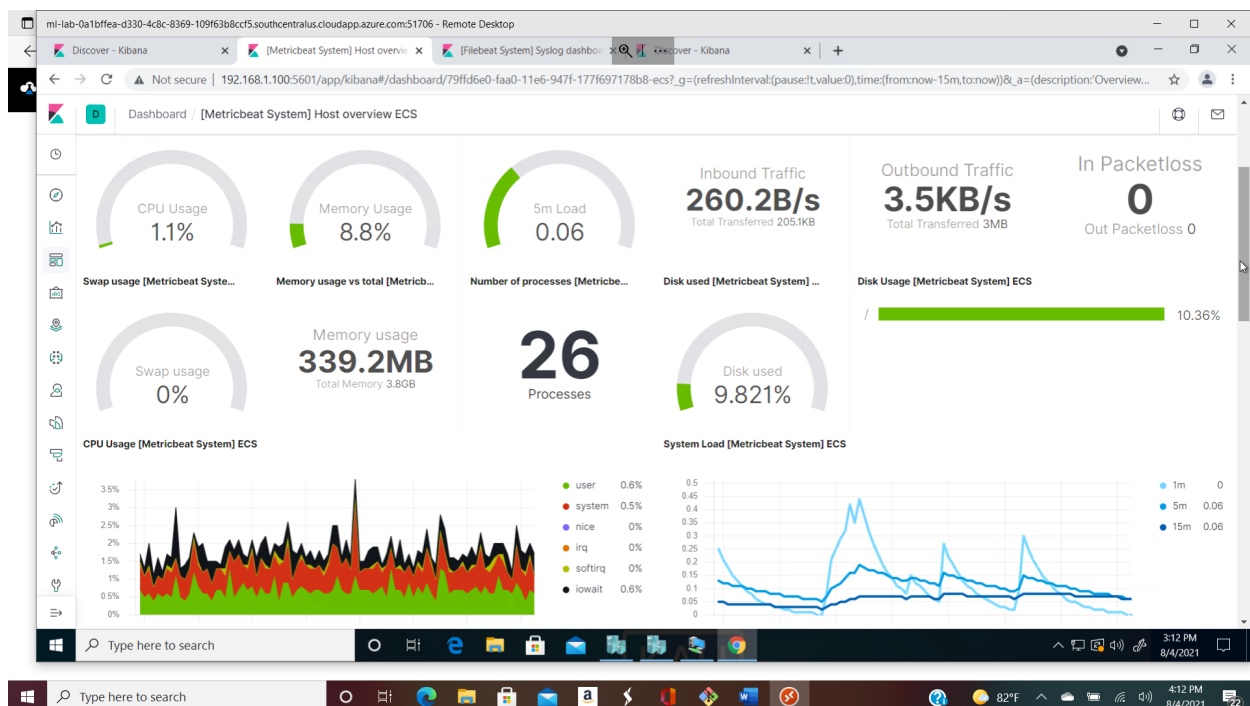 ml-lab-0a1bffea-d330-4c8c-8369-109f63b8ccf5.southcentralus.cloudapp.azure.com:51706 - Remote Desktop
Discover - Kibana
[Metricbeat System] Host overvie
[Filebeat System] Syslog dashboa
Discover - Kibana
Not secure | 192.168.1.100:5601/app/kibana#/dashboard/79ffd6e0-faa0-11e6-947f-177f697178b8-ecs?_g=(refreshInterval:(pause:!t,value:0),time:(from:now-15m,to:now))&_a=(description:'Overview...
D
Dashboard / [Metricbeat System] Host overview ECS
CPU Usage
1.1%
Memory Usage
8.8%
5m Load
0.06
Inbound Traffic
260.2B/s
Total Transferred 205.1KB
Outbound Traffic
3.5KB/s
Total Transferred 3MB
In Packetloss
0
Out Packetloss 0
Swap usage [Metricbeat Syste...
Memory usage vs total [Metricb...
Number of processes [Metricbe...
Disk used [Metricbeat System] ...
Disk Usage [Metricbeat System] ECS
Swap usage
0%
Memory usage
339.2MB
Total Memory 3.8GB
26
Processes
Disk used
9.821%
/
10.36%
CPU Usage [Metricbeat System] ECS
3.5%
3%
2.5%
2%
1.5%
1%
0.5%
0%
user 0.6%
system 0.5%
nice 0%
irq 0%
softirq 0%
iowait 0.6%
System Load [Metricbeat System] ECS
0.5
0.45
0.4
0.35
0.3
0.25
0.2
0.15
0.1
0.05
0
1m 0
5m 0.06
15m 0.06
Type here to search
3:12 PM
8/4/2021
Type here to search
a
82°F
4:12 PM
8/4/2021
22